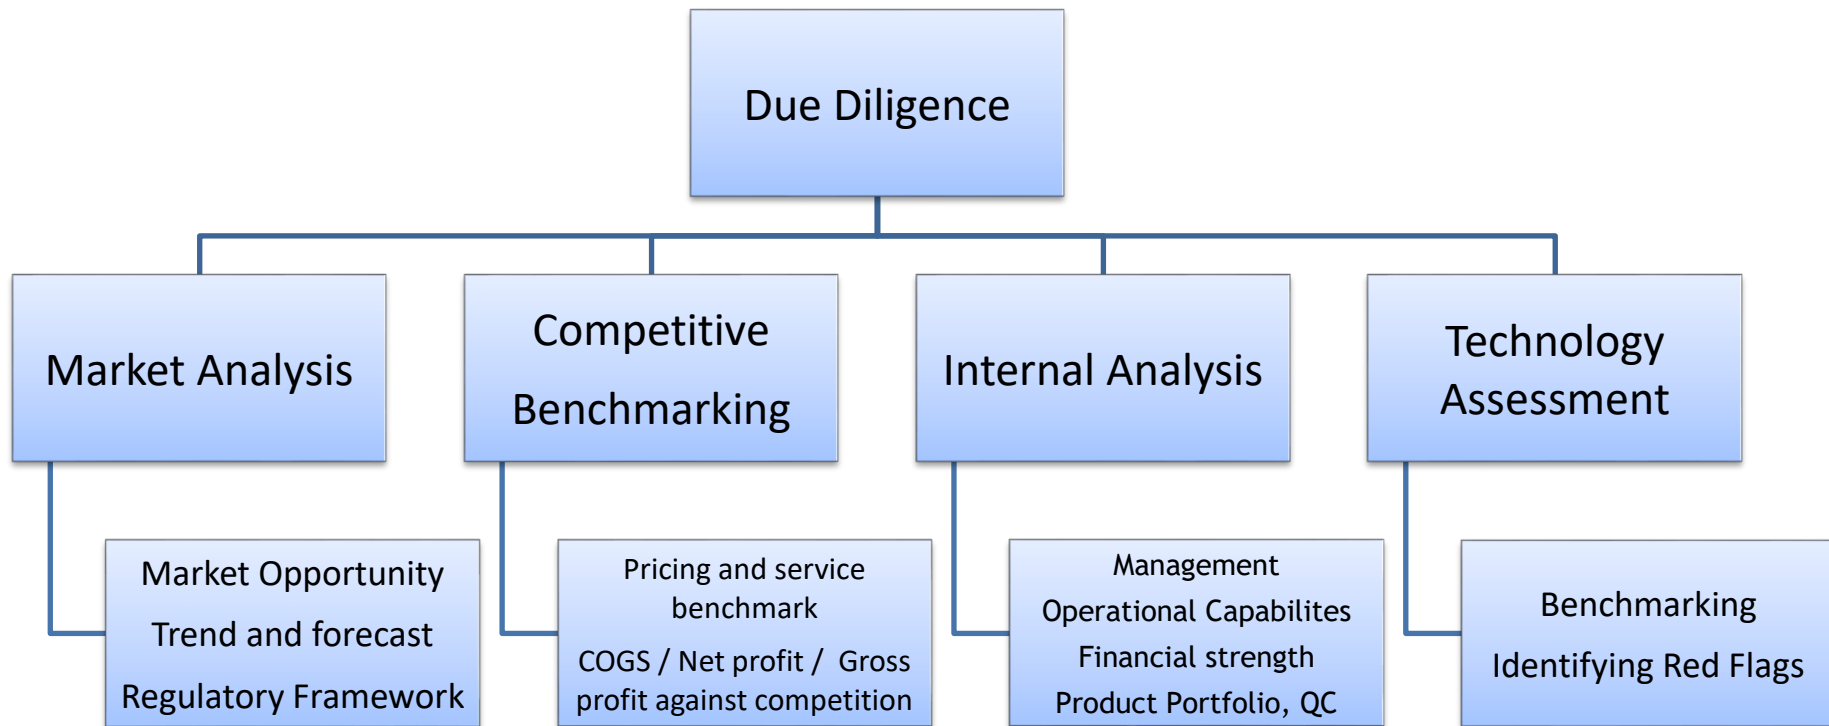 Due Diligence
Market Analysis
Competitive
Benchmarking
Internal Analysis
Technology
Assessment
Market Opportunity
Trend and forecast
Regulatory Framework
Pricing and service
benchmark
COGS / Net profit / Gross
profit against competition
Management
Operational Capabilites
Financial strength
Product Portfolio, QC
Benchmarking
Identifying Red Flags